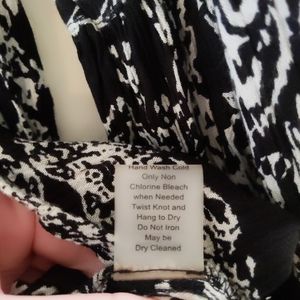 Hand Wash Cold
Only Non
Chlorine Bleach
when Needed
Twist Knot and
Hang to Dry
Do Not Iron
May be
Dry Cleaned